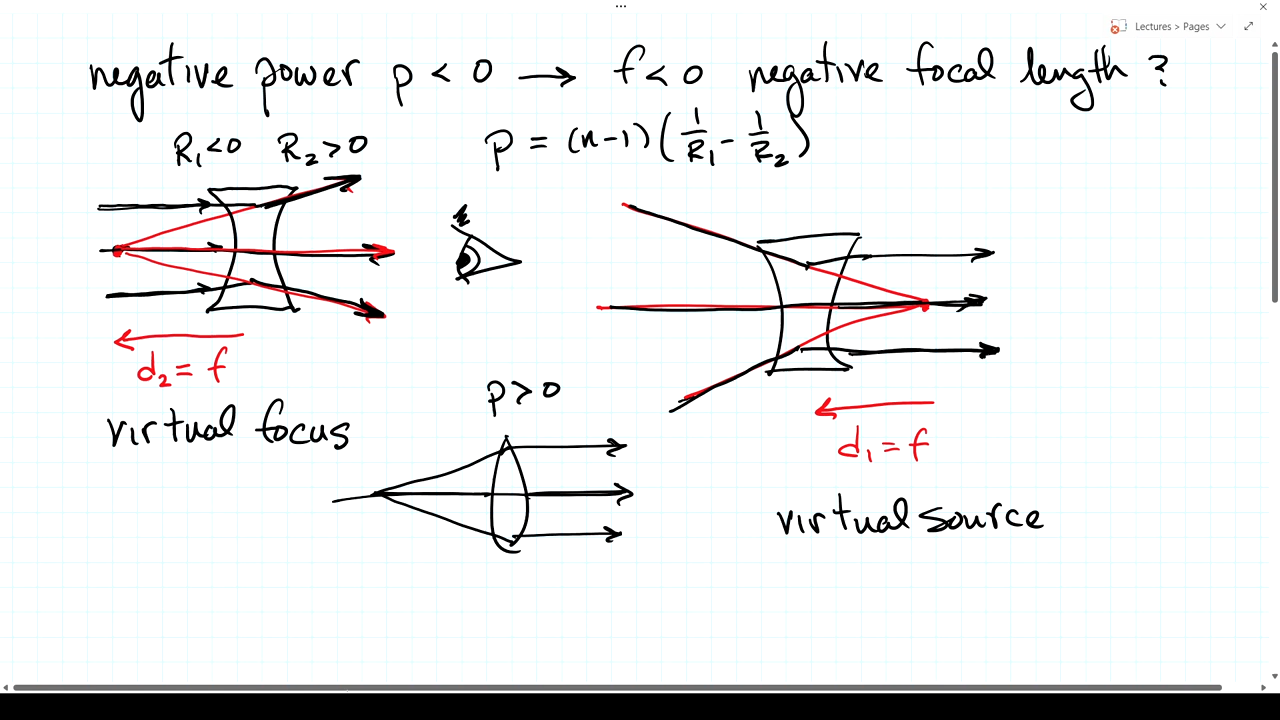 ...
Lectures > Pages
negative power p < 0 → f < 0 negative focal length ?
R₁<0 R₂>0
p = (n-1)(1/R₁ - 1/R₂)
d₂ = f
virtual focus
p > 0
d₁ = f
virtual source